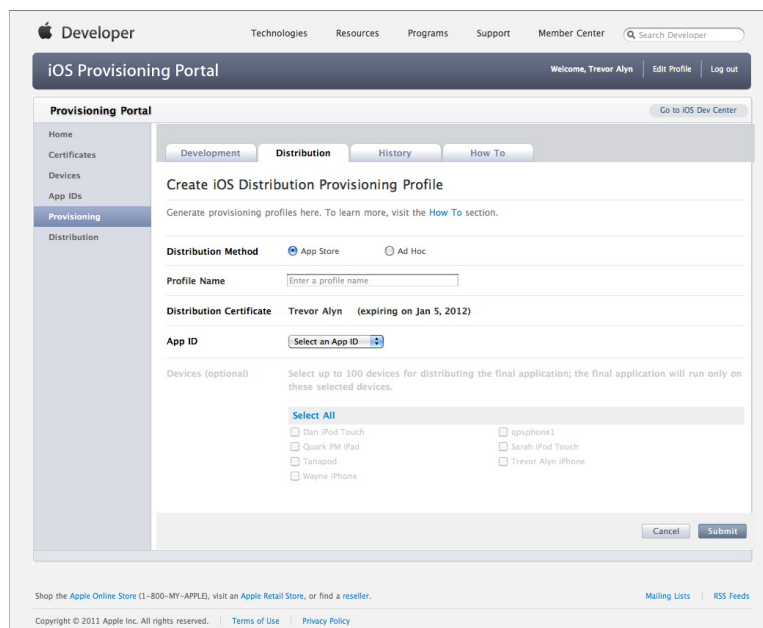 Developer
Technologies Resources Programs Support Member Center Search Developer
iOS Provisioning Portal
Welcome, Trevor Alyn Edit Profile Log out
Provisioning Portal
Go to iOS Dev Center
Home
Certificates
Devices
App IDs
Provisioning
Distribution
Development Distribution History How To
Create iOS Distribution Provisioning Profile
Generate provisioning profiles here. To learn more, visit the How To section.
Distribution Method App Store Ad Hoc
Profile Name Enter a profile name
Distribution Certificate Trevor Alyn (expiring on Jan 5, 2012)
App ID Select an App ID
Devices (optional) Select up to 100 devices for distributing the final application; the final application will run only on
these selected devices.
Select All
Dan iPod Touch qpsphone1
Quark PM iPad Sarah iPod Touch
Tanapod Trevor Alyn iPhone
Wayne iPhone
Cancel Submit
Shop the Apple Online Store (1-800-MY-APPLE), visit an Apple Retail Store, or find a reseller.
Mailing Lists RSS Feeds
Copyright © 2011 Apple Inc. All rights reserved. Terms of Use Privacy Policy